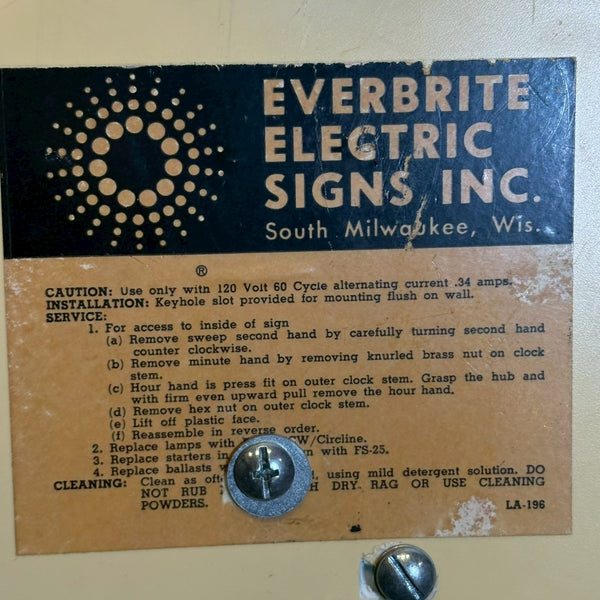 EVERBRITE
ELECTRIC
SIGNS INC.
South Milwaukee, Wis.
®
CAUTION: Use only with 120 Volt 60 Cycle alternating current .34 amps.
INSTALLATION: Keyhole slot provided for mounting flush on wall.
SERVICE:
1. For access to inside of sign
(a) Remove sweep second hand by carefully turning second hand
counter clockwise.
(b) Remove minute hand by removing knurled brass nut on clock
stem.
(c) Hour hand is press fit on outer clock stem. Grasp the hub and
with firm even upward pull remove the hour hand.
(d) Remove hex nut on outer clock stem.
(e) Lift off plastic face.
(f) Reassemble in reverse order.
2. Replace lamps with CW/Circline.
3. Replace starters in with FS-25.
4. Replace ballasts
CLEANING: Clean as using mild detergent solution. DO
NOT RUB DRY RAG OR USE CLEANING
POWDERS.
LA-196